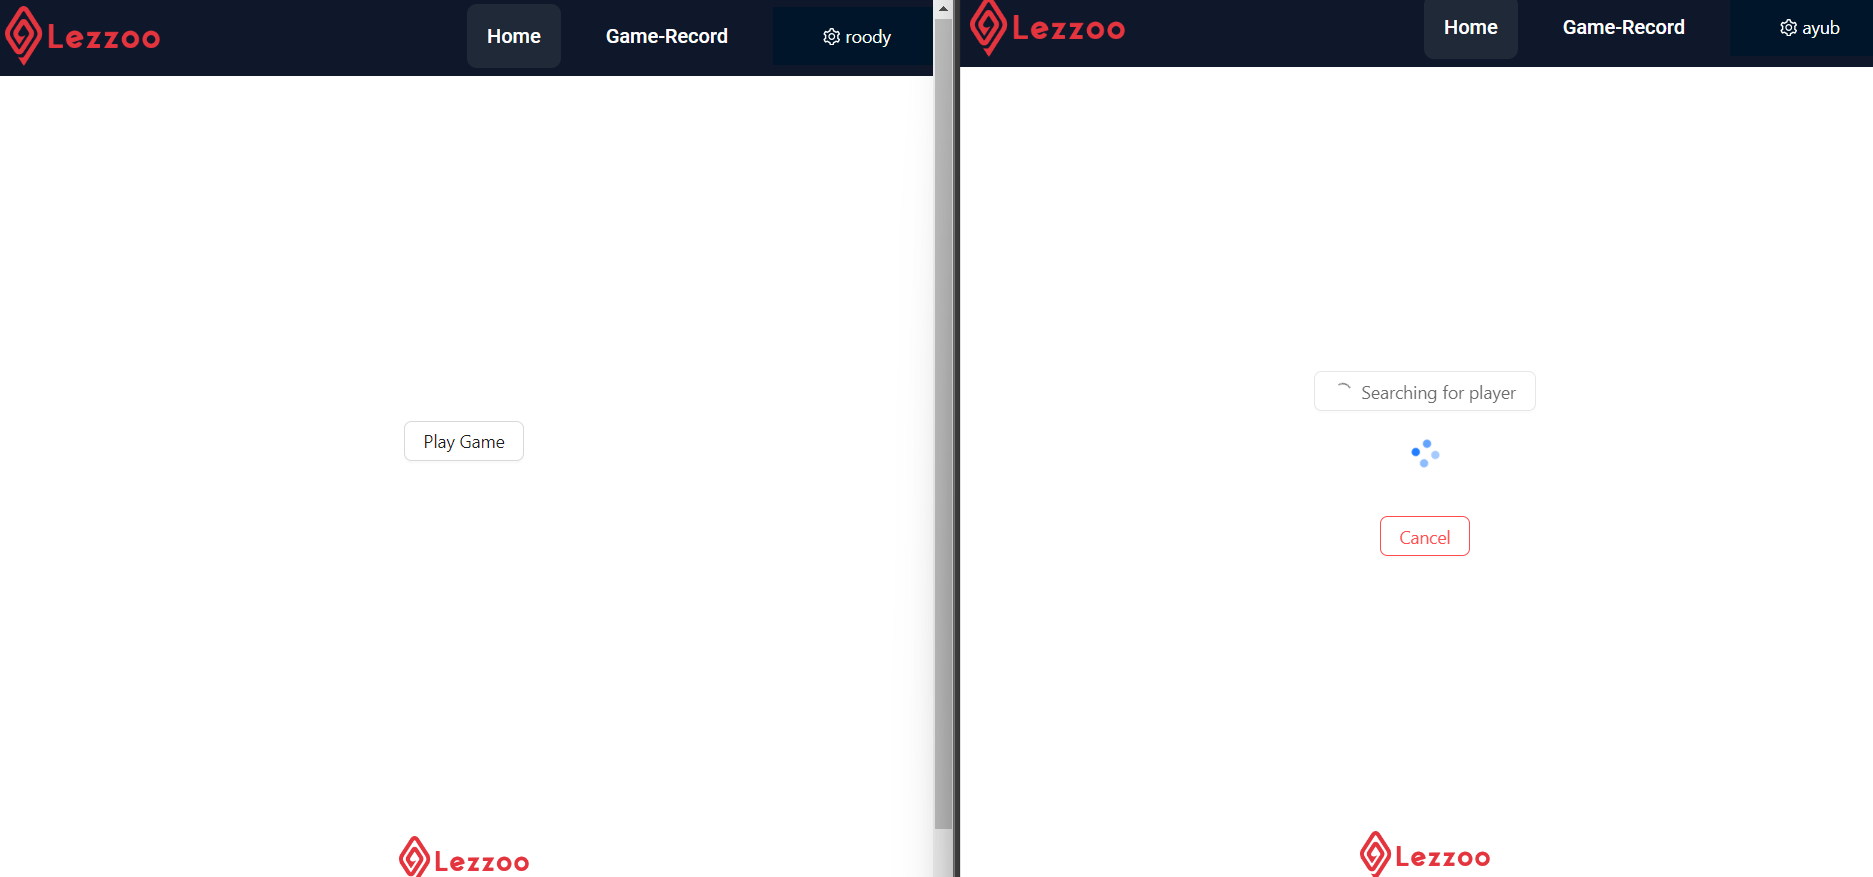 Lezzoo
Home
Game-Record
roody
Play Game
Lezzoo
Lezzoo
Home
Game-Record
ayub
Searching for player
Cancel
Lezzoo